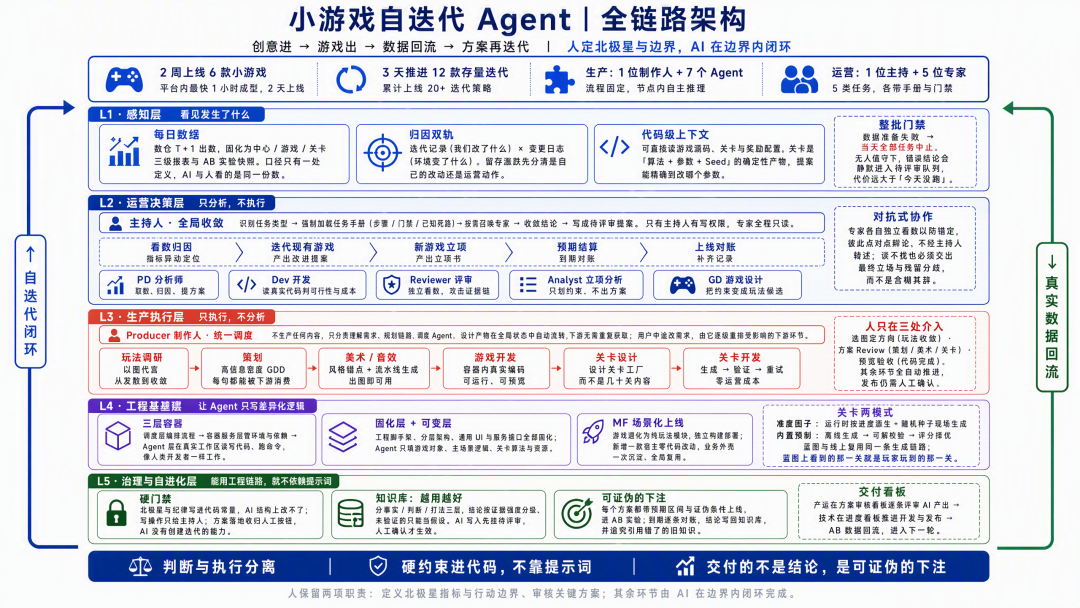 小游戏自迭代 Agent | 全链路架构
创意进 → 游戏出 → 数据回流 → 方案再迭代 | 人定北极星与边界，AI 在边界内闭环
2 周上线 6 款小游戏
平台内最快 1 小时成型，2 天上线
3 天推进 12 款存量迭代
累计上线 20+ 迭代策略
生产：1 位制作人 + 7 个 Agent
流程固定，节点内自主推理
运营：1 位主持 + 5 位专家
5 类任务，各带手册与门禁
↑ 自迭代闭环
L1 · 感知层 看见发生了什么
每日数据
数仓 T+1 出数，固化为中心 / 游戏 / 关卡
三级报表与 AB 实验快照。口径只有一处
定义，AI 与人看的是同一份数。
归因双轨
迭代记录（我们改了什么）× 变更日志
（环境变了什么）。留存涨跌先分清是自
己的改动还是运营动作。
代码级上下文
可直接读游戏源码、关卡与奖励配置，关卡是
「算法 + 参数 + Seed」的确定性产物，提案
能精确到改哪个参数。
整批门禁
数据准备失败 →
当天全部任务中止。
无人值守下，错误结论会
静默进入待评审队列，
代价远大于「今天没跑」。
L2 · 运营决策层 只分析，不执行
主持人 · 全局收敛 识别任务类型 → 强制加载任务手册（步骤 / 门禁 / 已知死路）→ 按需召唤专家 → 收敛结论 → 写成待评审提案。 只有主持人有写权限，专家全程只读。
看数归因
指标异动定位
迭代现有游戏
产出改进提案
新游戏立项
产出立项书
预期结算
到期对账
上线对账
补齐记录
PD 分析师
取数、归因、提方案
Dev 开发
读真实代码判可行性与成本
Reviewer 评审
独立看数，攻击证据链
Analyst 立项分析
只划约束、不出方案
GD 游戏设计
把约束变成玩法候选
对抗式协作
专家各自独立看数以防锚定，
彼此点对点辩论，不经主持人
转述；谈不拢也必须交出
最终立场与残留分歧，
而不是含糊其辞。
L3 · 生产执行层 只执行，不分析
Producer 制作人 · 统一调度 不生产任何内容，只分责理解需求、规划链路、调度 Agent。设计产物在全局状态中自动流转，下游无需重复获取；用户中途改需求，由它逐级重排受影响的下游环节。
玩法调研
以图代言
从发散到收敛
策划
高信息密度 GDD
每句都能被下游消费
美术 / 音效
风格锚点 + 流水线生成
出图即可用
游戏开发
容器内真实编码
可运行、可预览
关卡设计
设计关卡工厂
而不是几十关内容
关卡开发
生成 → 验证 → 重试
零运营成本
人只在三处介入
选图定方向（玩法收敛）·
方案 Review（策划 / 美术 / 关卡）·
预览验收（代码完成），
其余环节全自动推进，
发布仍需人工确认。
L4 · 工程基基建 让 Agent 只写差异化逻辑
三层容器
调度层编排流程 → 容器服务层管环境与依赖 →
Agent 层在真实工作区读写代码、跑命令，
像人类开发者一样工作。
固化层 + 可变层
工程脚手架、分层架构、通用 UI 与服务接口全部固化；
Agent 只填游戏对象、主场景逻辑、关卡算法与资源。
MF 场景化上线
游戏退化为纯玩法模块，独立构建部署；
新增一款宿主零代码改动，业务外壳
一次沉淀、全局复用。
关卡两模式
准度因子： 运行时按进度源生 + 随机种子现场生成
内置预制： 离线生成 → 可解校验 → 评分择优
蓝图与线上复用同一条生成链路；
蓝图上看到的那一关就是玩家玩到的那一关。
L5 · 治理与自进化层 能用工程链路，就不依赖提示词
硬门禁
北极星与纪律写进代码常量，AI 结构上改不了；
写操作只给主持人；方案落地收归人工按钮，
AI 没有创建迭代的能力。
知识库：越用越好
分事实 / 判断 / 打法三层，结论按证据强度分级，
未验证的只能当假设。AI 写入先挂待评审，
人工确认才生效。
可证伪的下注
每个方案都带预期区间与证伪条件上线，
进 AB 实验；到期逐条对账，结论写回知识库，
并追究引用错了的旧知识。
交付看板
产运在方案审核看板逐条评审 AI 产出 →
技术在进度看板推进开发与发布 →
AB 数据回流，进入下一轮。
↓ 真实数据回流
判断与执行分离 | 硬约束进代码，不靠提示词 | 交付的不是结论，是可证伪的下注
人保留两项职责：定义北极星指标与行动边界、审核关键方案；其余环节由 AI 在边界内闭环完成。